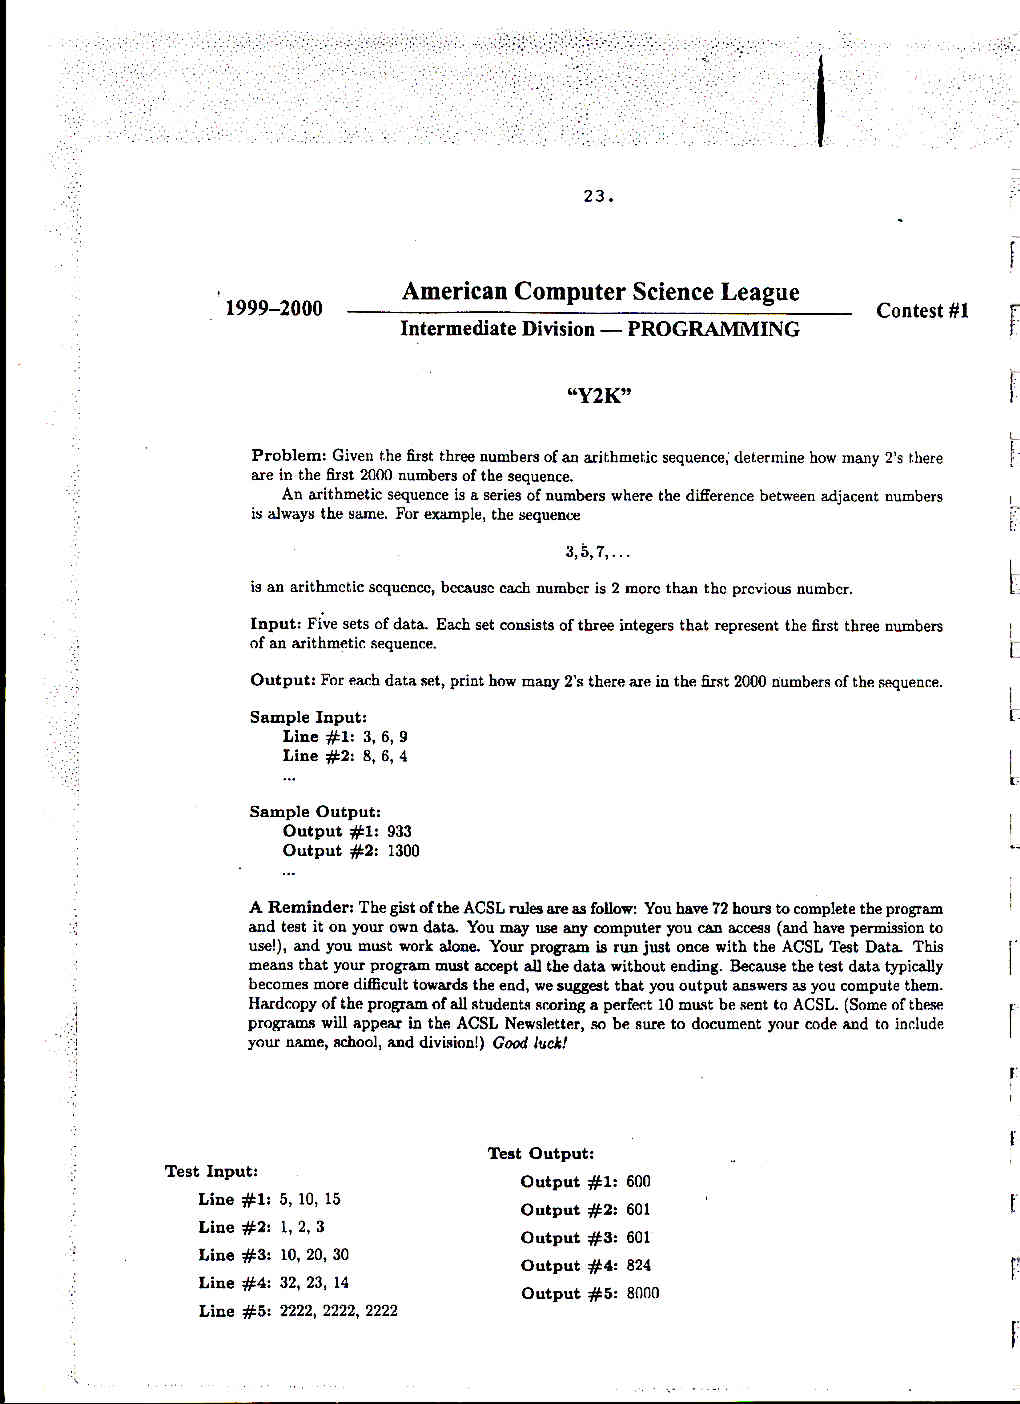 23.
American Computer Science League
1999–2000
Contest #1
Intermediate Division — PROGRAMMING
“Y2K”
Problem: Given the first three numbers of an arithmetic sequence, determine how many 2's there
are in the first 2000 numbers of the sequence.
An arithmetic sequence is a series of numbers where the difference between adjacent numbers
is always the same. For example, the sequence
3, 5, 7, ...
is an arithmetic sequence, because each number is 2 more than the previous number.
Input: Five sets of data. Each set consists of three integers that represent the first three numbers
of an arithmetic sequence.
Output: For each data set, print how many 2's there are in the first 2000 numbers of the sequence.
Sample Input:
Line #1: 3, 6, 9
Line #2: 8, 6, 4
...
Sample Output:
Output #1: 933
Output #2: 1300
...
A Reminder: The gist of the ACSL rules are as follow: You have 72 hours to complete the program
and test it on your own data. You may use any computer you can access (and have permission to
use!), and you must work alone. Your program is run just once with the ACSL Test Data. This
means that your program must accept all the data without ending. Because the test data typically
becomes more difficult towards the end, we suggest that you output answers as you compute them.
Hardcopy of the program of all students scoring a perfect 10 must be sent to ACSL. (Some of these
programs will appear in the ACSL Newsletter, so be sure to document your code and to include
your name, school, and division!) Good luck!
Test Input:
Line #1: 5, 10, 15
Line #2: 1, 2, 3
Line #3: 10, 20, 30
Line #4: 32, 23, 14
Line #5: 2222, 2222, 2222
Test Output:
Output #1: 600
Output #2: 601
Output #3: 601
Output #4: 824
Output #5: 8000